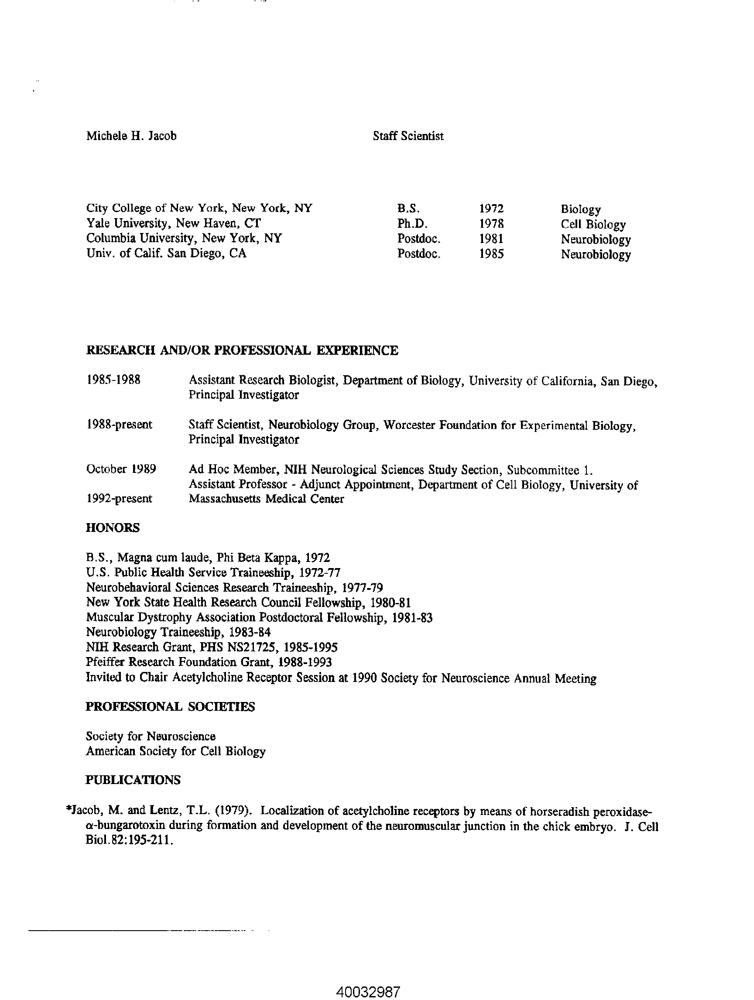 Michele H. Jacob Staff Scientist
City College of New York, New York, NY B.S. 1972 Biology
Yale University, New Haven, CT Ph.D. 1978 Cell Biology
Columbia University, New York, NY Postdoc. 1981 Neurobiology
Univ. of Calif. San Diego, CA Postdoc. 1985 Neurobiology
RESEARCH AND/OR PROFESSIONAL EXPERIENCE
1985-1988 Assistant Research Biologist, Department of Biology, University of California, San Diego,
Principal Investigator
1988-present Staff Scientist, Neurobiology Group, Worcester Foundation for Experimental Biology,
Principal Investigator
October 1989 Ad Hoc Member, NIH Neurological Sciences Study Section, Subcommittee 1.
Assistant Professor - Adjunct Appointment, Department of Cell Biology, University of
1992-present Massachusetts Medical Center
HONORS
B.S., Magna cum laude, Phi Beta Kappa, 1972
U.S. Public Health Service Traineeship, 1972-77
Neurobehavioral Sciences Research Traineeship, 1977-79
New York State Health Research Council Fellowship, 1980-81
Muscular Dystrophy Association Postdoctoral Fellowship, 1981-83
Neurobiology Traineeship, 1983-84
NIH Research Grant, PHS NS21725, 1985-1995
Pfeiffer Research Foundation Grant, 1988-1993
Invited to Chair Acetylcholine Receptor Session at 1990 Society for Neuroscience Annual Meeting
PROFESSIONAL SOCIETIES
Society for Neuroscience
American Society for Cell Biology
PUBLICATIONS
*Jacob, M. and Lentz, T.L. (1979). Localization of acetylcholine receptors by means of horseradish peroxidase-
α-bungarotoxin during formation and development of the neuromuscular junction in the chick embryo. J. Cell
Biol.82:195-211.
40032987